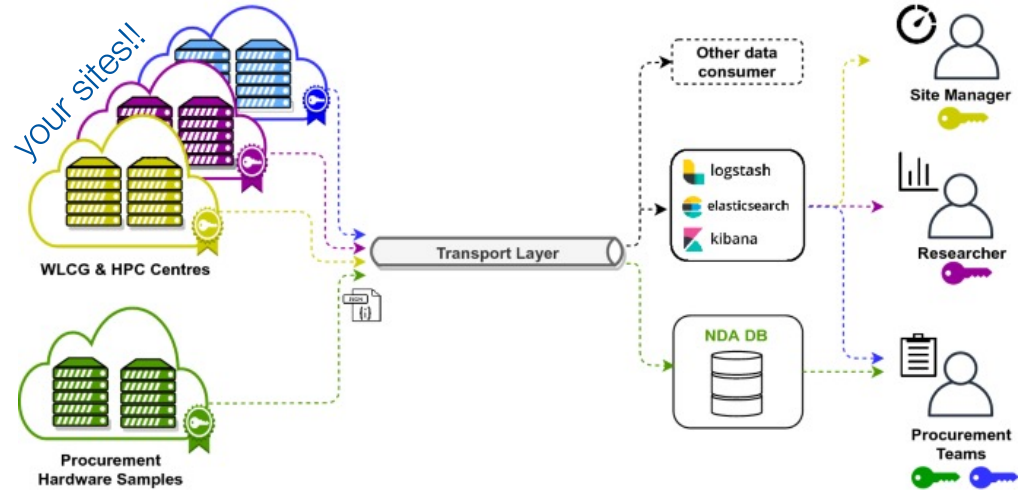 your sites!!
WLCG & HPC Centres
Procurement
Hardware Samples
JSON
{;}
Transport Layer
Other data
consumer
logstash
elasticsearch
kibana
NDA DB
Site Manager
Researcher
Procurement
Teams